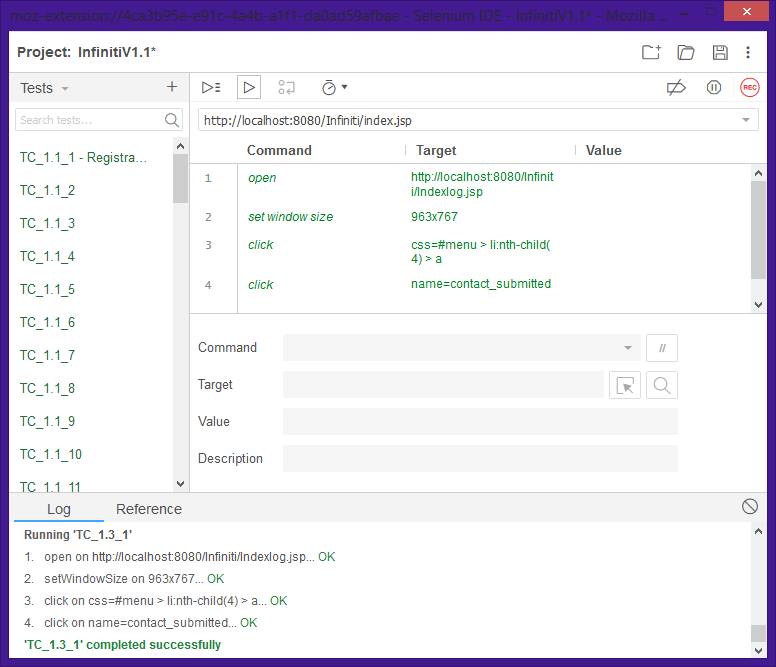 moz-extension://4ca3b95e-e91c-4a4b-a1f1-da0ad59afbae - Selenium IDE - InfinitiV1.1* - Mozilla ...
Project: InfinitiV1.1*
Tests
Search tests...
REC
http://localhost:8080/Infiniti/index.jsp
TC_1.1_1 - Registra...
TC_1.1_2
TC_1.1_3
TC_1.1_4
TC_1.1_5
TC_1.1_6
TC_1.1_7
TC_1.1_8
TC_1.1_9
TC_1.1_10
TC_1.1_11
Command Target Value
1 open http://localhost:8080/Infinit
i/Indexlog.jsp
2 set window size 963x767
3 click css=#menu > li:nth-child(
4) > a
4 click name=contact_submitted
Command //
Target
Value
Description
Log Reference
Running 'TC_1.3_1'
1. open on http://localhost:8080/Infiniti/Indexlog.jsp... OK
2. setWindowSize on 963x767... OK
3. click on css=#menu > li:nth-child(4) > a... OK
4. click on name=contact_submitted... OK
'TC_1.3_1' completed successfully